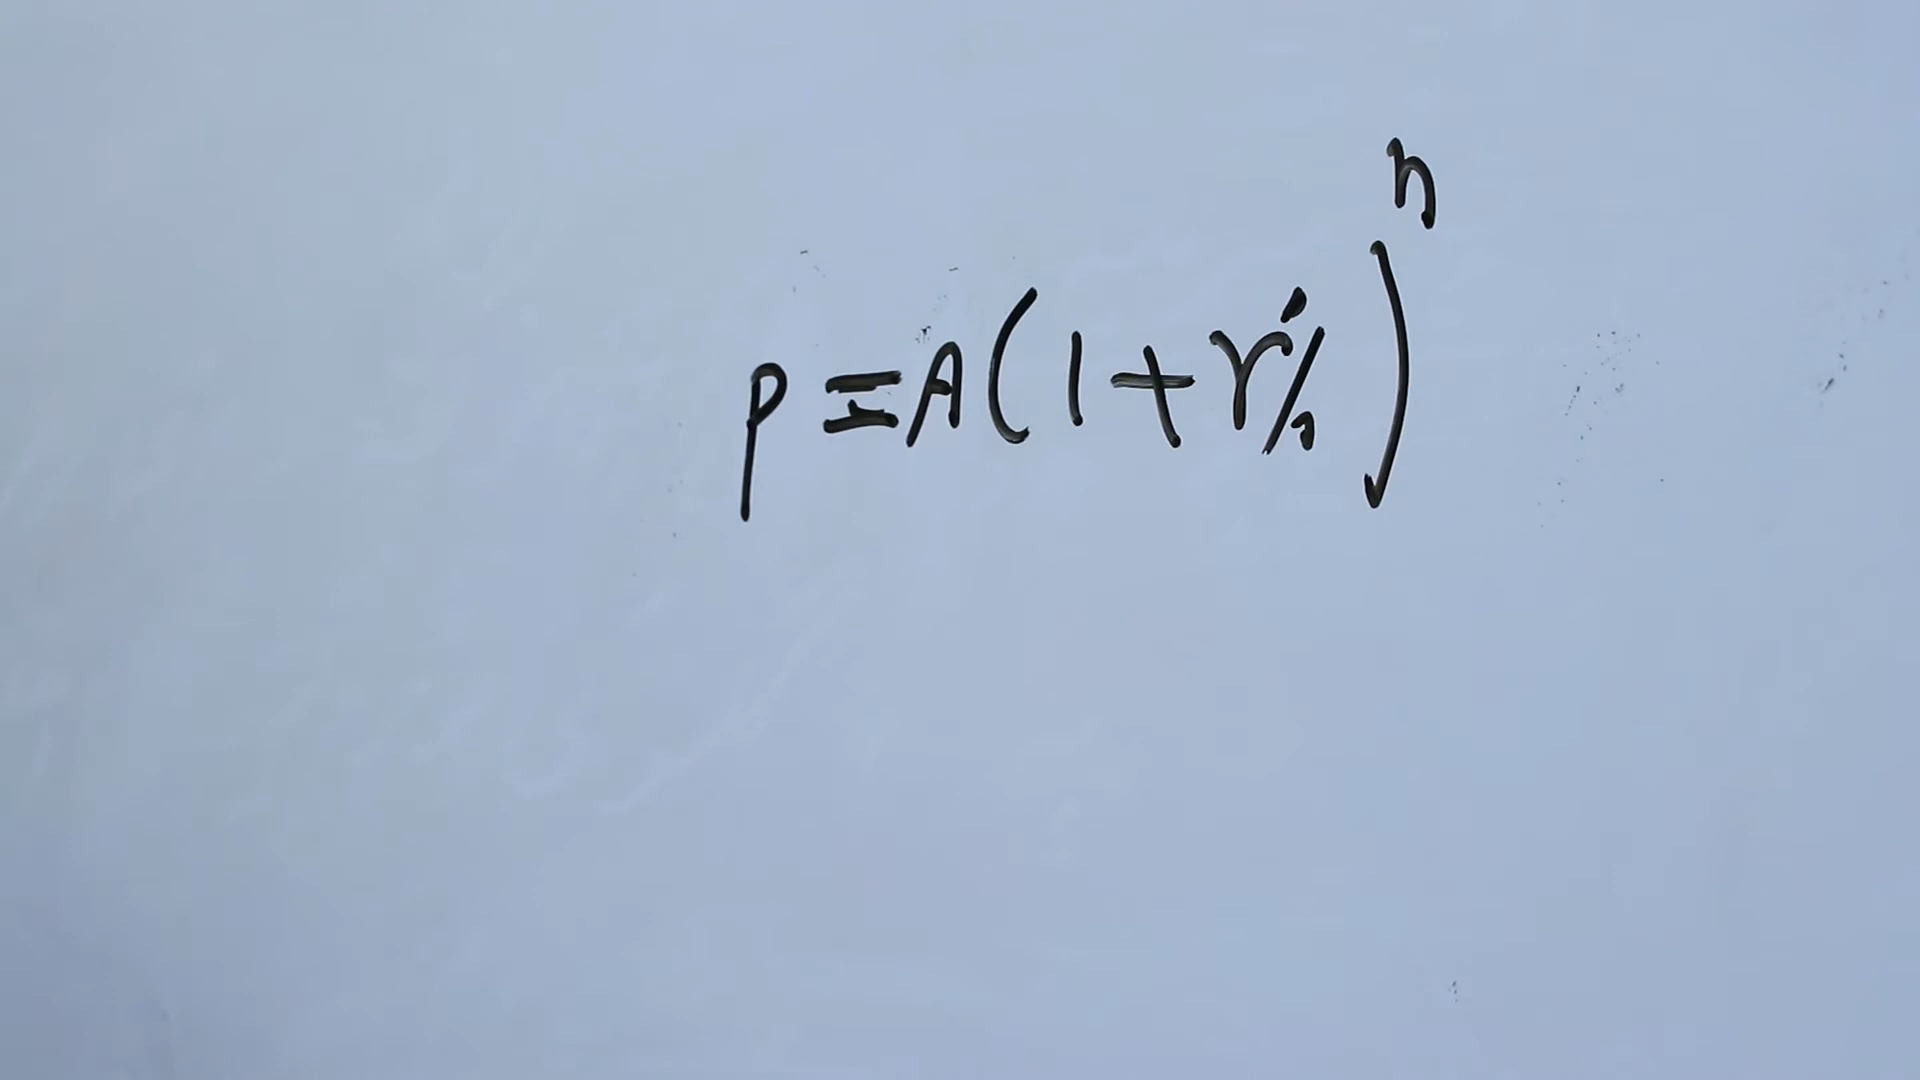 P = A(1+r/n)^n